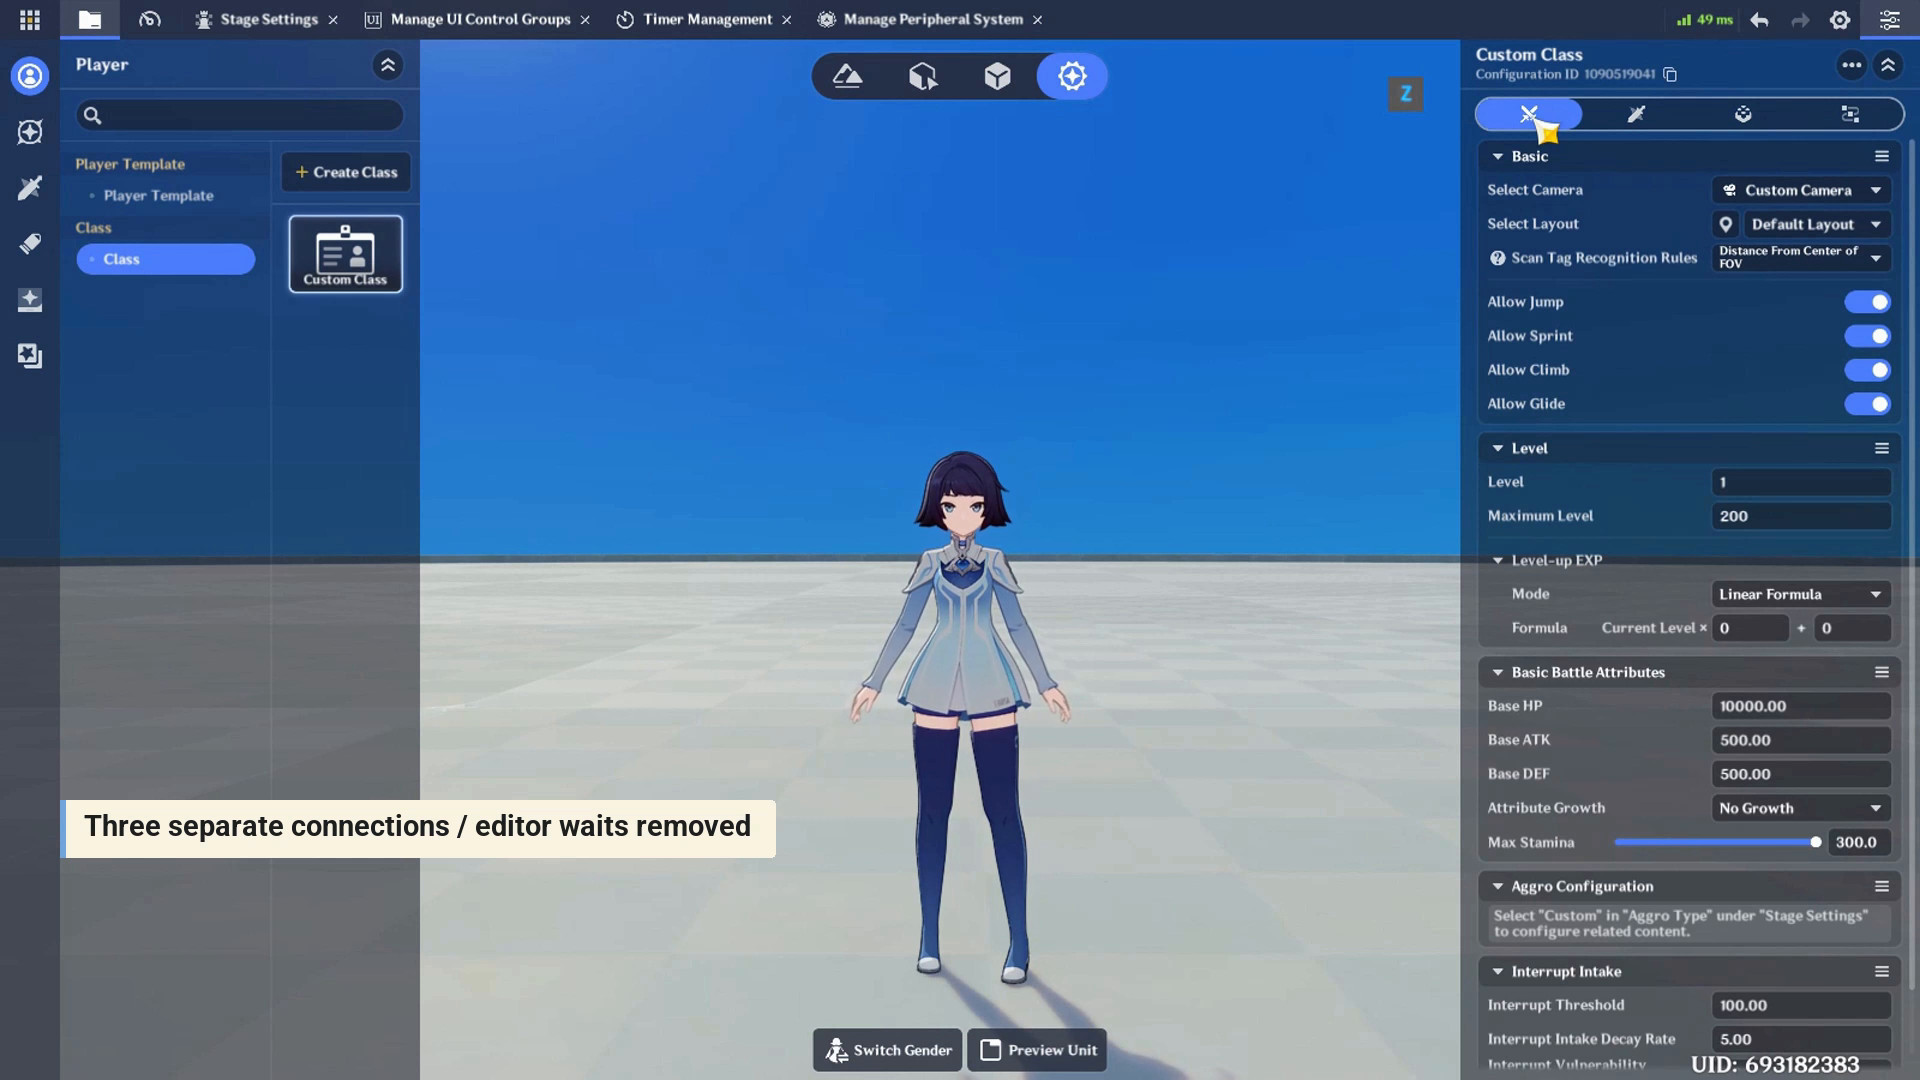 Stage Settings
Manage UI Control Groups
Timer Management
Manage Peripheral System
49 ms
Player
Player Template
Player Template
Class
Class
+ Create Class
Custom Class
Z
Custom Class
Configuration ID 1090519041
Basic
Select Camera Custom Camera
Select Layout Default Layout
Scan Tag Recognition Rules Distance From Center of FOV
Allow Jump
Allow Sprint
Allow Climb
Allow Glide
Level
Level 1
Maximum Level 200
Level-up EXP
Mode Linear Formula
Formula Current Level × 0 + 0
Basic Battle Attributes
Base HP 10000.00
Base ATK 500.00
Base DEF 500.00
Attribute Growth No Growth
Max Stamina 300.0
Aggro Configuration
Select "Custom" in "Aggro Type" under "Stage Settings"
to configure related content.
Interrupt Intake
Interrupt Threshold 100.00
Interrupt Intake Decay Rate 5.00
Interrupt Vulnerability
Three separate connections / editor waits removed
Switch Gender
Preview Unit
UID: 693182383